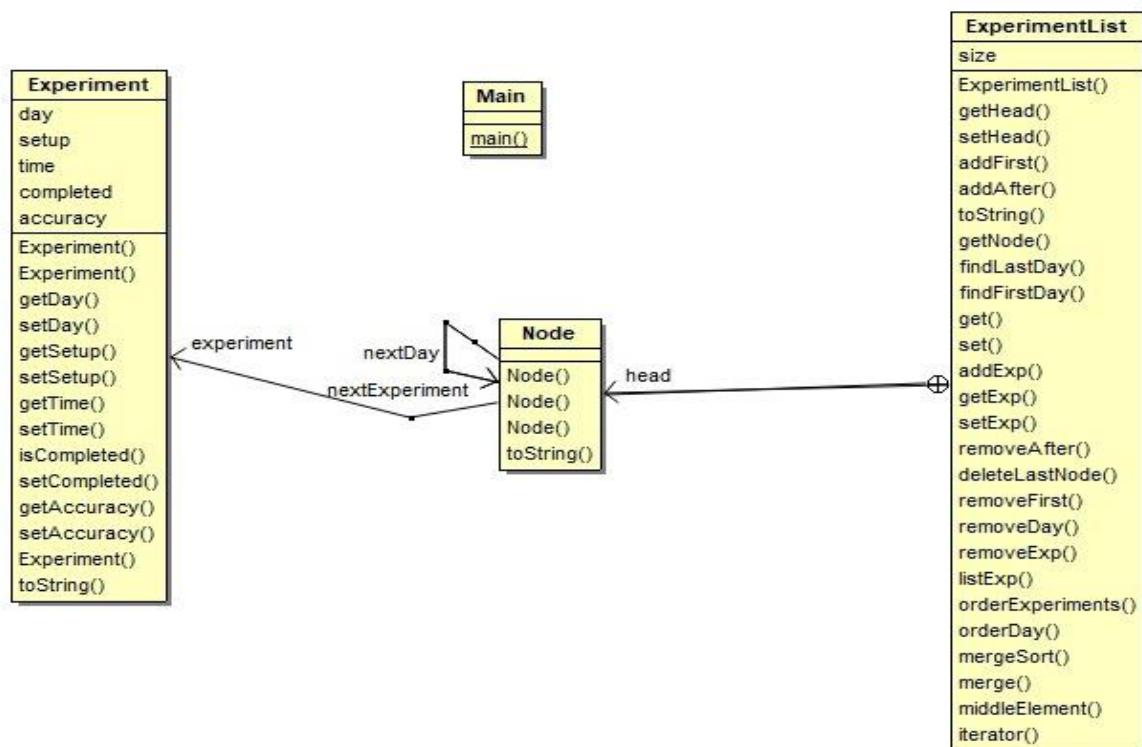 Experiment
day
setup
time
completed
accuracy
Experiment()
Experiment()
getDay()
setDay()
getSetup()
setSetup()
getTime()
setTime()
isCompleted()
setCompleted()
getAccuracy()
setAccuracy()
Experiment()
toString()
Main
main()
experiment
nextDay
nextExperiment
Node
Node()
Node()
Node()
toString()
head
ExperimentList
size
ExperimentList()
getHead()
setHead()
addFirst()
addAfter()
toString()
getNode()
findLastDay()
findFirstDay()
get()
set()
addExp()
getExp()
setExp()
removeAfter()
deleteLastNode()
removeFirst()
removeDay()
removeExp()
listExp()
orderExperiments()
orderDay()
mergeSort()
merge()
middleElement()
iterator()